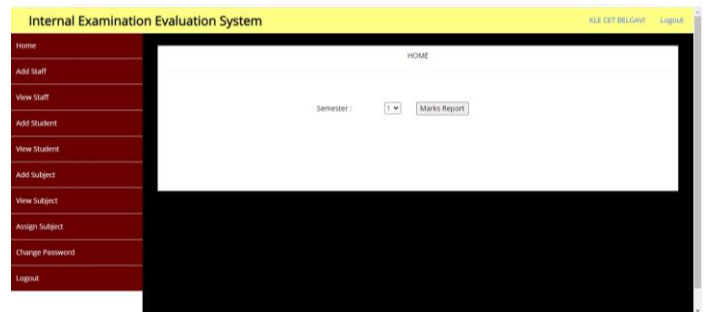 Internal Examination Evaluation System
KLE CET BELGAVI Logout
Home
Add Staff
View Staff
Add Student
View Student
Add Subject
View Subject
Assign Subject
Change Password
Logout
HOME
Semester : 1 Marks Report